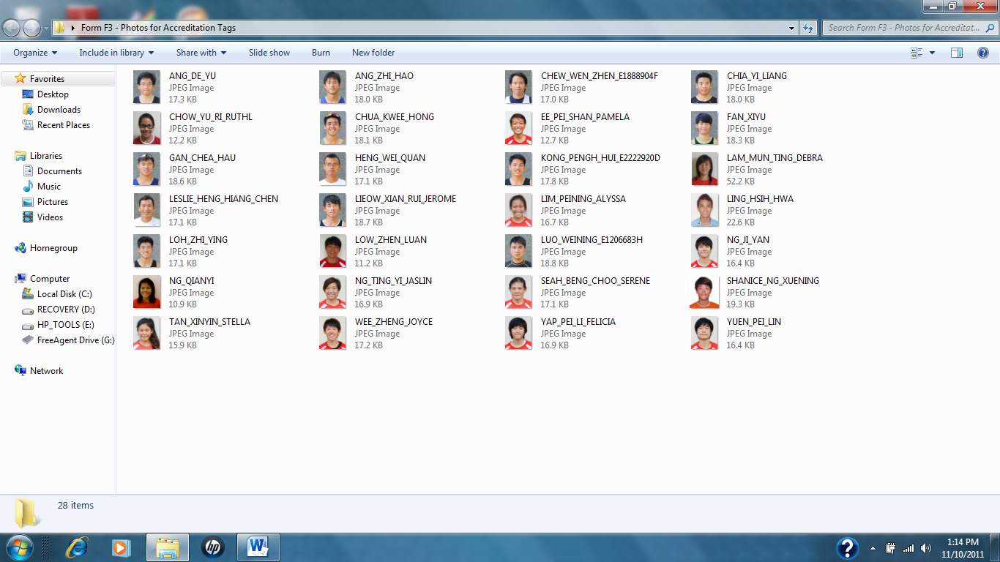 Form F3 - Photos for Accreditation Tags
Search Form F3 - Photos for Accreditat...
Organize Include in library Share with Slide show Burn New folder
Favorites
Desktop
Downloads
Recent Places
Libraries
Documents
Music
Pictures
Videos
Homegroup
Computer
Local Disk (C:)
RECOVERY (D:)
HP_TOOLS (E:)
FreeAgent Drive (G:)
Network
ANG_DE_YU
JPEG Image
17.3 KB
ANG_ZHI_HAO
JPEG Image
18.0 KB
CHEW_WEN_ZHEN_E1888904F
JPEG Image
17.0 KB
CHIA_YI_LIANG
JPEG Image
18.0 KB
CHOW_YU_RI_RUTHL
JPEG Image
12.2 KB
CHUA_KWEE_HONG
JPEG Image
18.1 KB
EE_PEI_SHAN_PAMELA
JPEG Image
12.7 KB
FAN_XIYU
JPEG Image
18.3 KB
GAN_CHEA_HAU
JPEG Image
18.6 KB
HENG_WEI_QUAN
JPEG Image
17.1 KB
KONG_PENGH_HUI_E2222920D
JPEG Image
17.8 KB
LAM_MUN_TING_DEBRA
JPEG Image
52.2 KB
LESLIE_HENG_HIANG_CHEN
JPEG Image
17.1 KB
LIEOW_XIAN_RUI_JEROME
JPEG Image
18.7 KB
LIM_PEINING_ALYSSA
JPEG Image
16.7 KB
LING_HSIH_HWA
JPEG Image
22.6 KB
LOH_ZHI_YING
JPEG Image
17.1 KB
LOW_ZHEN_LUAN
JPEG Image
11.2 KB
LUO_WEINING_E1206683H
JPEG Image
18.8 KB
NG_JI_YAN
JPEG Image
16.4 KB
NG_QIANYI
JPEG Image
10.9 KB
NG_TING_YI_JASLIN
JPEG Image
16.9 KB
SEAH_BENG_CHOO_SERENE
JPEG Image
17.1 KB
SHANICE_NG_XUENING
JPEG Image
19.3 KB
TAN_XINYIN_STELLA
JPEG Image
15.9 KB
WEE_ZHENG_JOYCE
JPEG Image
17.2 KB
YAP_PEI_LI_FELICIA
JPEG Image
16.9 KB
YUEN_PEI_LIN
JPEG Image
16.4 KB
28 items
hp
W
1:14 PM
11/10/2011